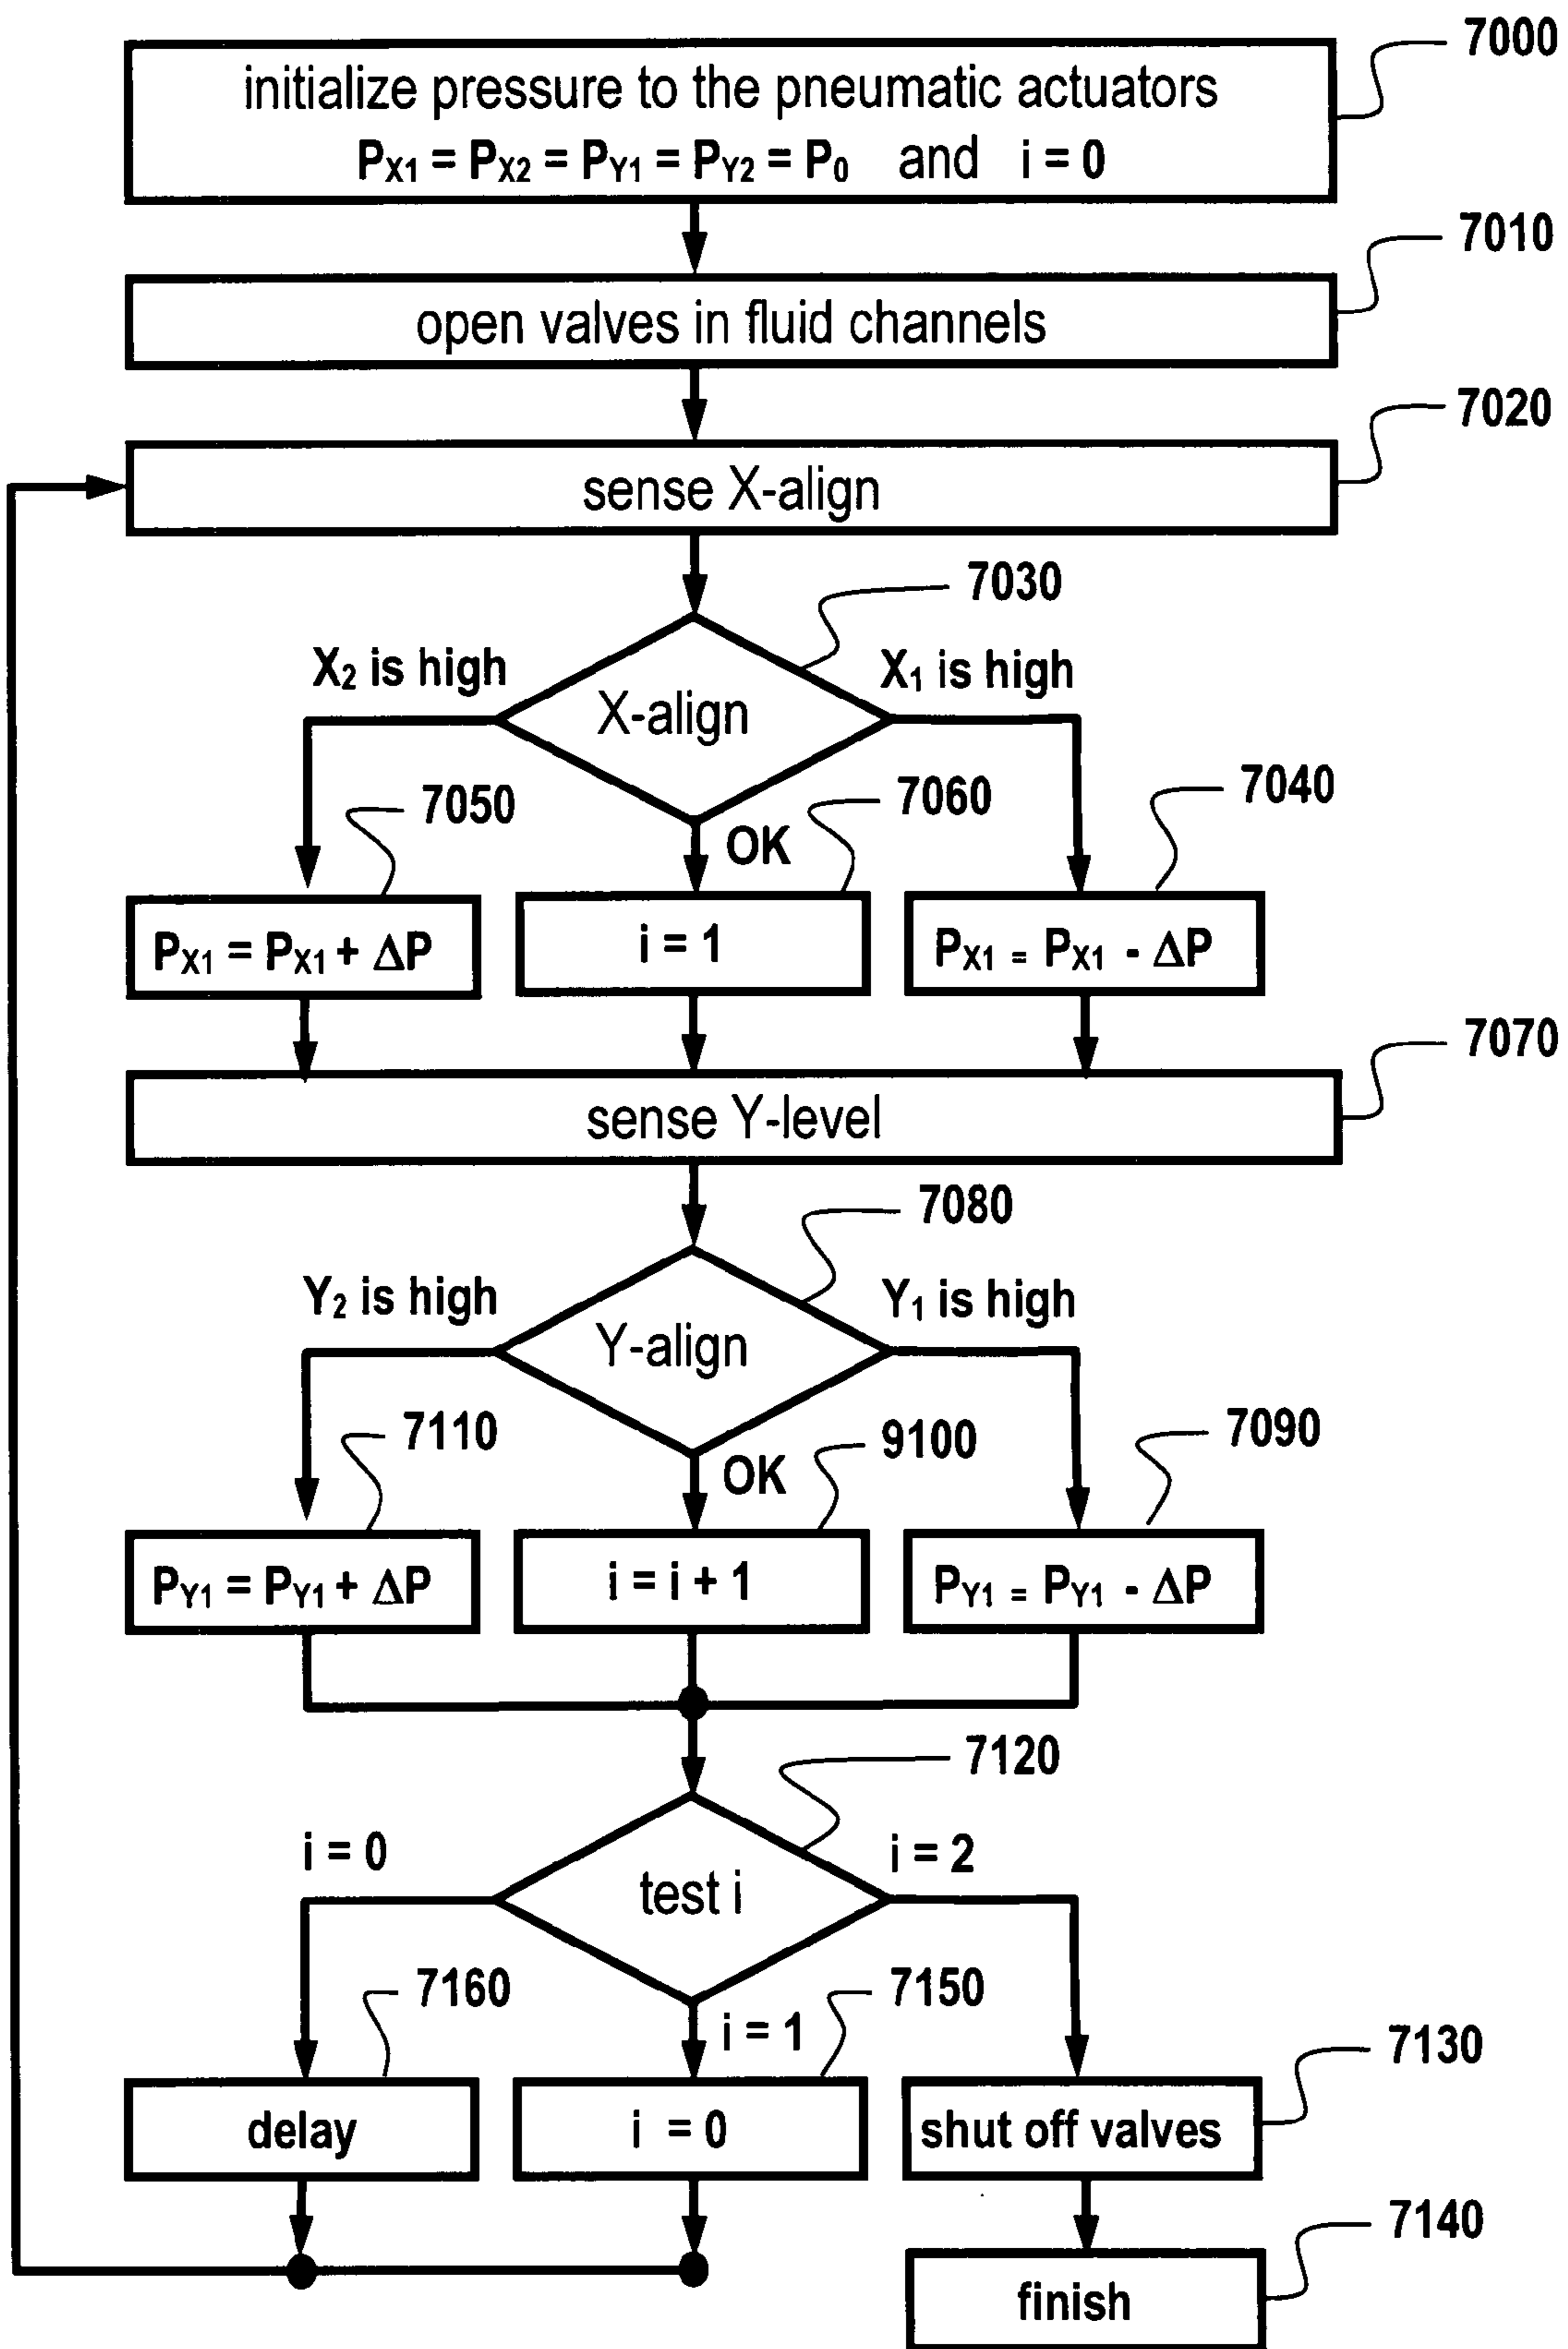 7000
initialize pressure to the pneumatic actuators
PX1 = PX2 = PY1 = PY2 = P0 and i = 0
7010
open valves in fluid channels
7020
sense X-align
7030
X2 is high
X1 is high
X-align
7050
7060
7040
OK
PX1 = PX1 + ΔP
i = 1
PX1 = PX1 - ΔP
7070
sense Y-level
7080
Y2 is high
Y1 is high
Y-align
7110
9100
7090
OK
PY1 = PY1 + ΔP
i = i + 1
PY1 = PY1 - ΔP
7120
i = 0
i = 2
test i
7160
7150
i = 1
7130
delay
i = 0
shut off valves
7140
finish